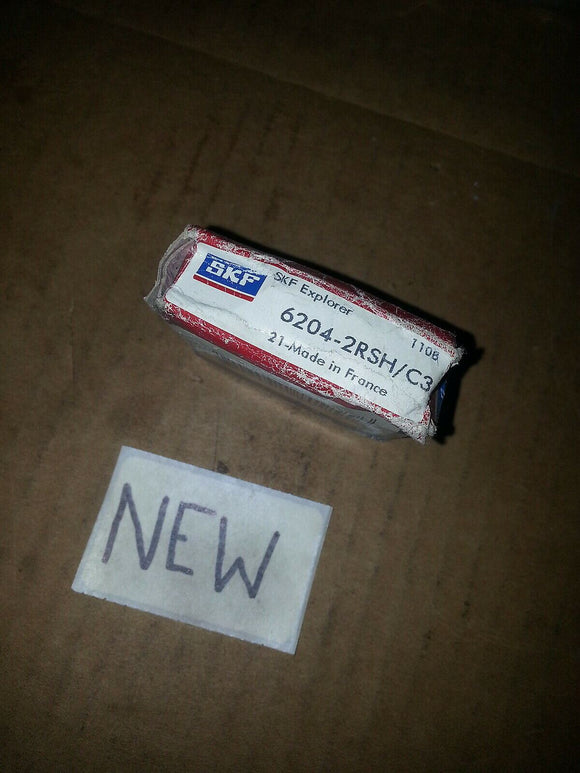 SKF
SKF Explorer
6204-2RSH/C3
110B
21-Made in France
NEW